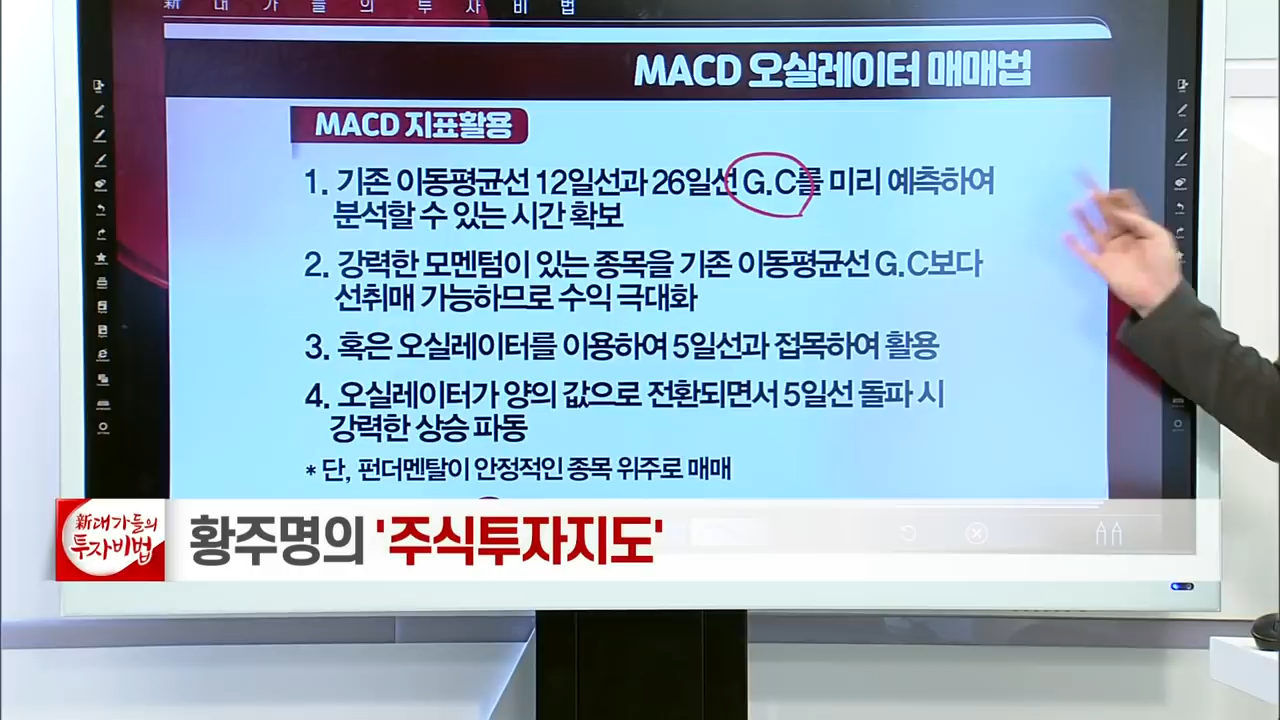 新 대 가 들 의 투 자 비 법
MACD 오실레이터 매매법
MACD 지표활용
1. 기존 이동평균선 12일선과 26일선 G.C를 미리 예측하여
분석할 수 있는 시간 확보
2. 강력한 모멘텀이 있는 종목을 기존 이동평균선 G.C보다
선취매 가능하므로 수익 극대화
3. 혹은 오실레이터를 이용하여 5일선과 접목하여 활용
4. 오실레이터가 양의 값으로 전환되면서 5일선 돌파 시
강력한 상승 파동
* 단, 펀더멘탈이 안정적인 종목 위주로 매매
新대가들의
투자비법
황주명의 '주식투자지도'